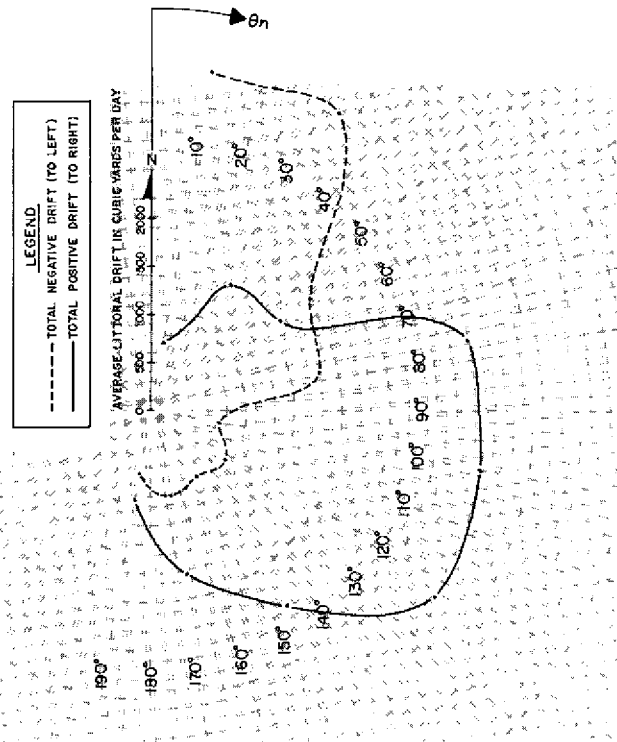 LEGEND
TOTAL NEGATIVE DRIFT (TO LEFT)
TOTAL POSITIVE DRIFT (TO RIGHT)
AVERAGE LITTORAL DRIFT IN CUBIC YARDS PER DAY
0 500 1000 1500 2000
N
θn
10°
20°
30°
40°
50°
60°
70°
80°
90°
100°
110°
120°
130°
140°
150°
160°
170°
180°
190°